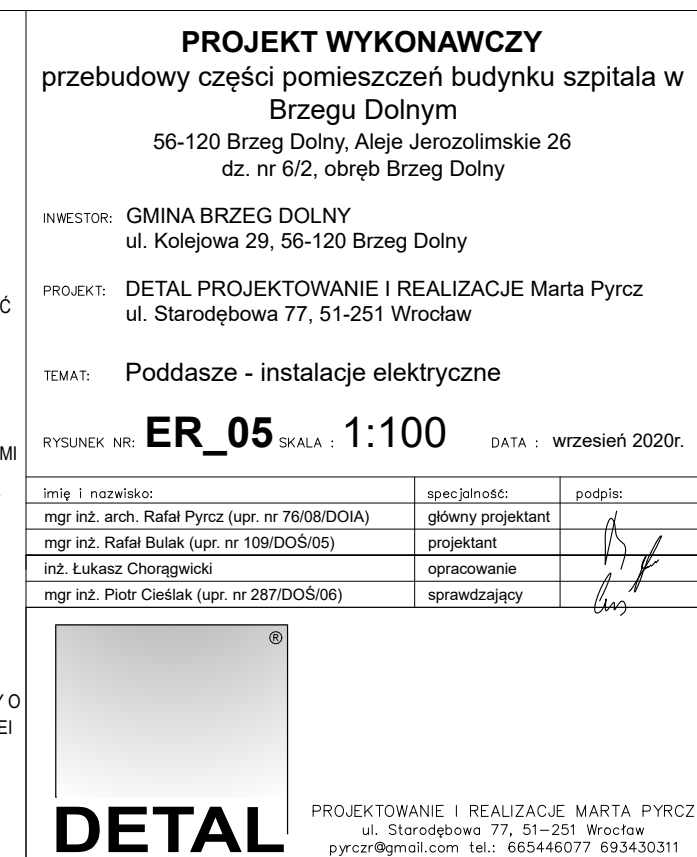 PROJEKT WYKONAWCZY
przebudowy części pomieszczeń budynku szpitala w
Brzegu Dolnym
56-120 Brzeg Dolny, Aleje Jerozolimskie 26
dz. nr 6/2, obręb Brzeg Dolny
INWESTOR: GMINA BRZEG DOLNY
ul. Kolejowa 29, 56-120 Brzeg Dolny
Ć
PROJEKT: DETAL PROJEKTOWANIE I REALIZACJE Marta Pyrcz
ul. Starodębowa 77, 51-251 Wrocław
TEMAT: Poddasze - instalacje elektryczne
MI
RYSUNEK NR: ER_05 SKALA : 1:100 DATA : wrzesień 2020r.
imię i nazwisko: specjalność: podpis:
mgr inż. arch. Rafał Pyrcz (upr. nr 76/08/DOIA) główny projektant
mgr inż. Rafał Bulak (upr. nr 109/DOŚ/05) projektant
inż. Łukasz Chorągwicki opracowanie
mgr inż. Piotr Cieślak (upr. nr 287/DOŚ/06) sprawdzający
®
Y O
EI
DETAL
PROJEKTOWANIE I REALIZACJE MARTA PYRCZ
ul. Starodębowa 77, 51-251 Wrocław
pyrczr@gmail.com tel.: 665446077 693430311